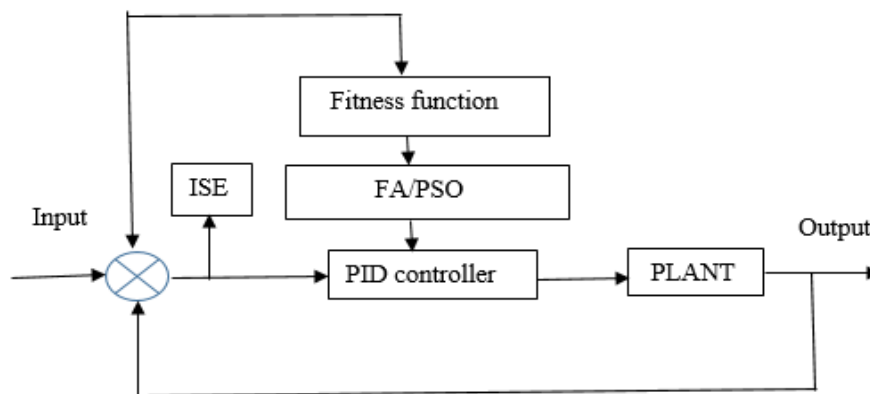 Fitness function
ISE
FA/PSO
Input
Output
PID controller
PLANT